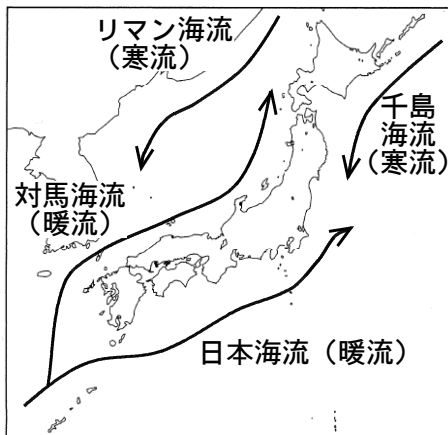 リマン海流
（寒流）
千島
海流
（寒流）
対馬海流
（暖流）
日本海流（暖流）